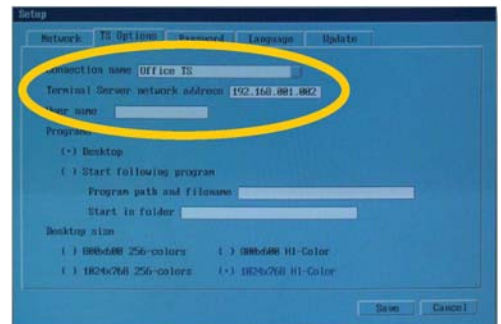 Setup
Network TS Options Password Language Update
Connection name Office TS
Terminal Server network address 192.168.001.002
User name
Program
(•) Desktop
( ) Start following program
Program path and filename
Start in folder
Desktop size
( ) 800x600 256-colors ( ) 800x600 HI-Color
( ) 1024x768 256-colors (•) 1024x768 HI-Color
Save Cancel